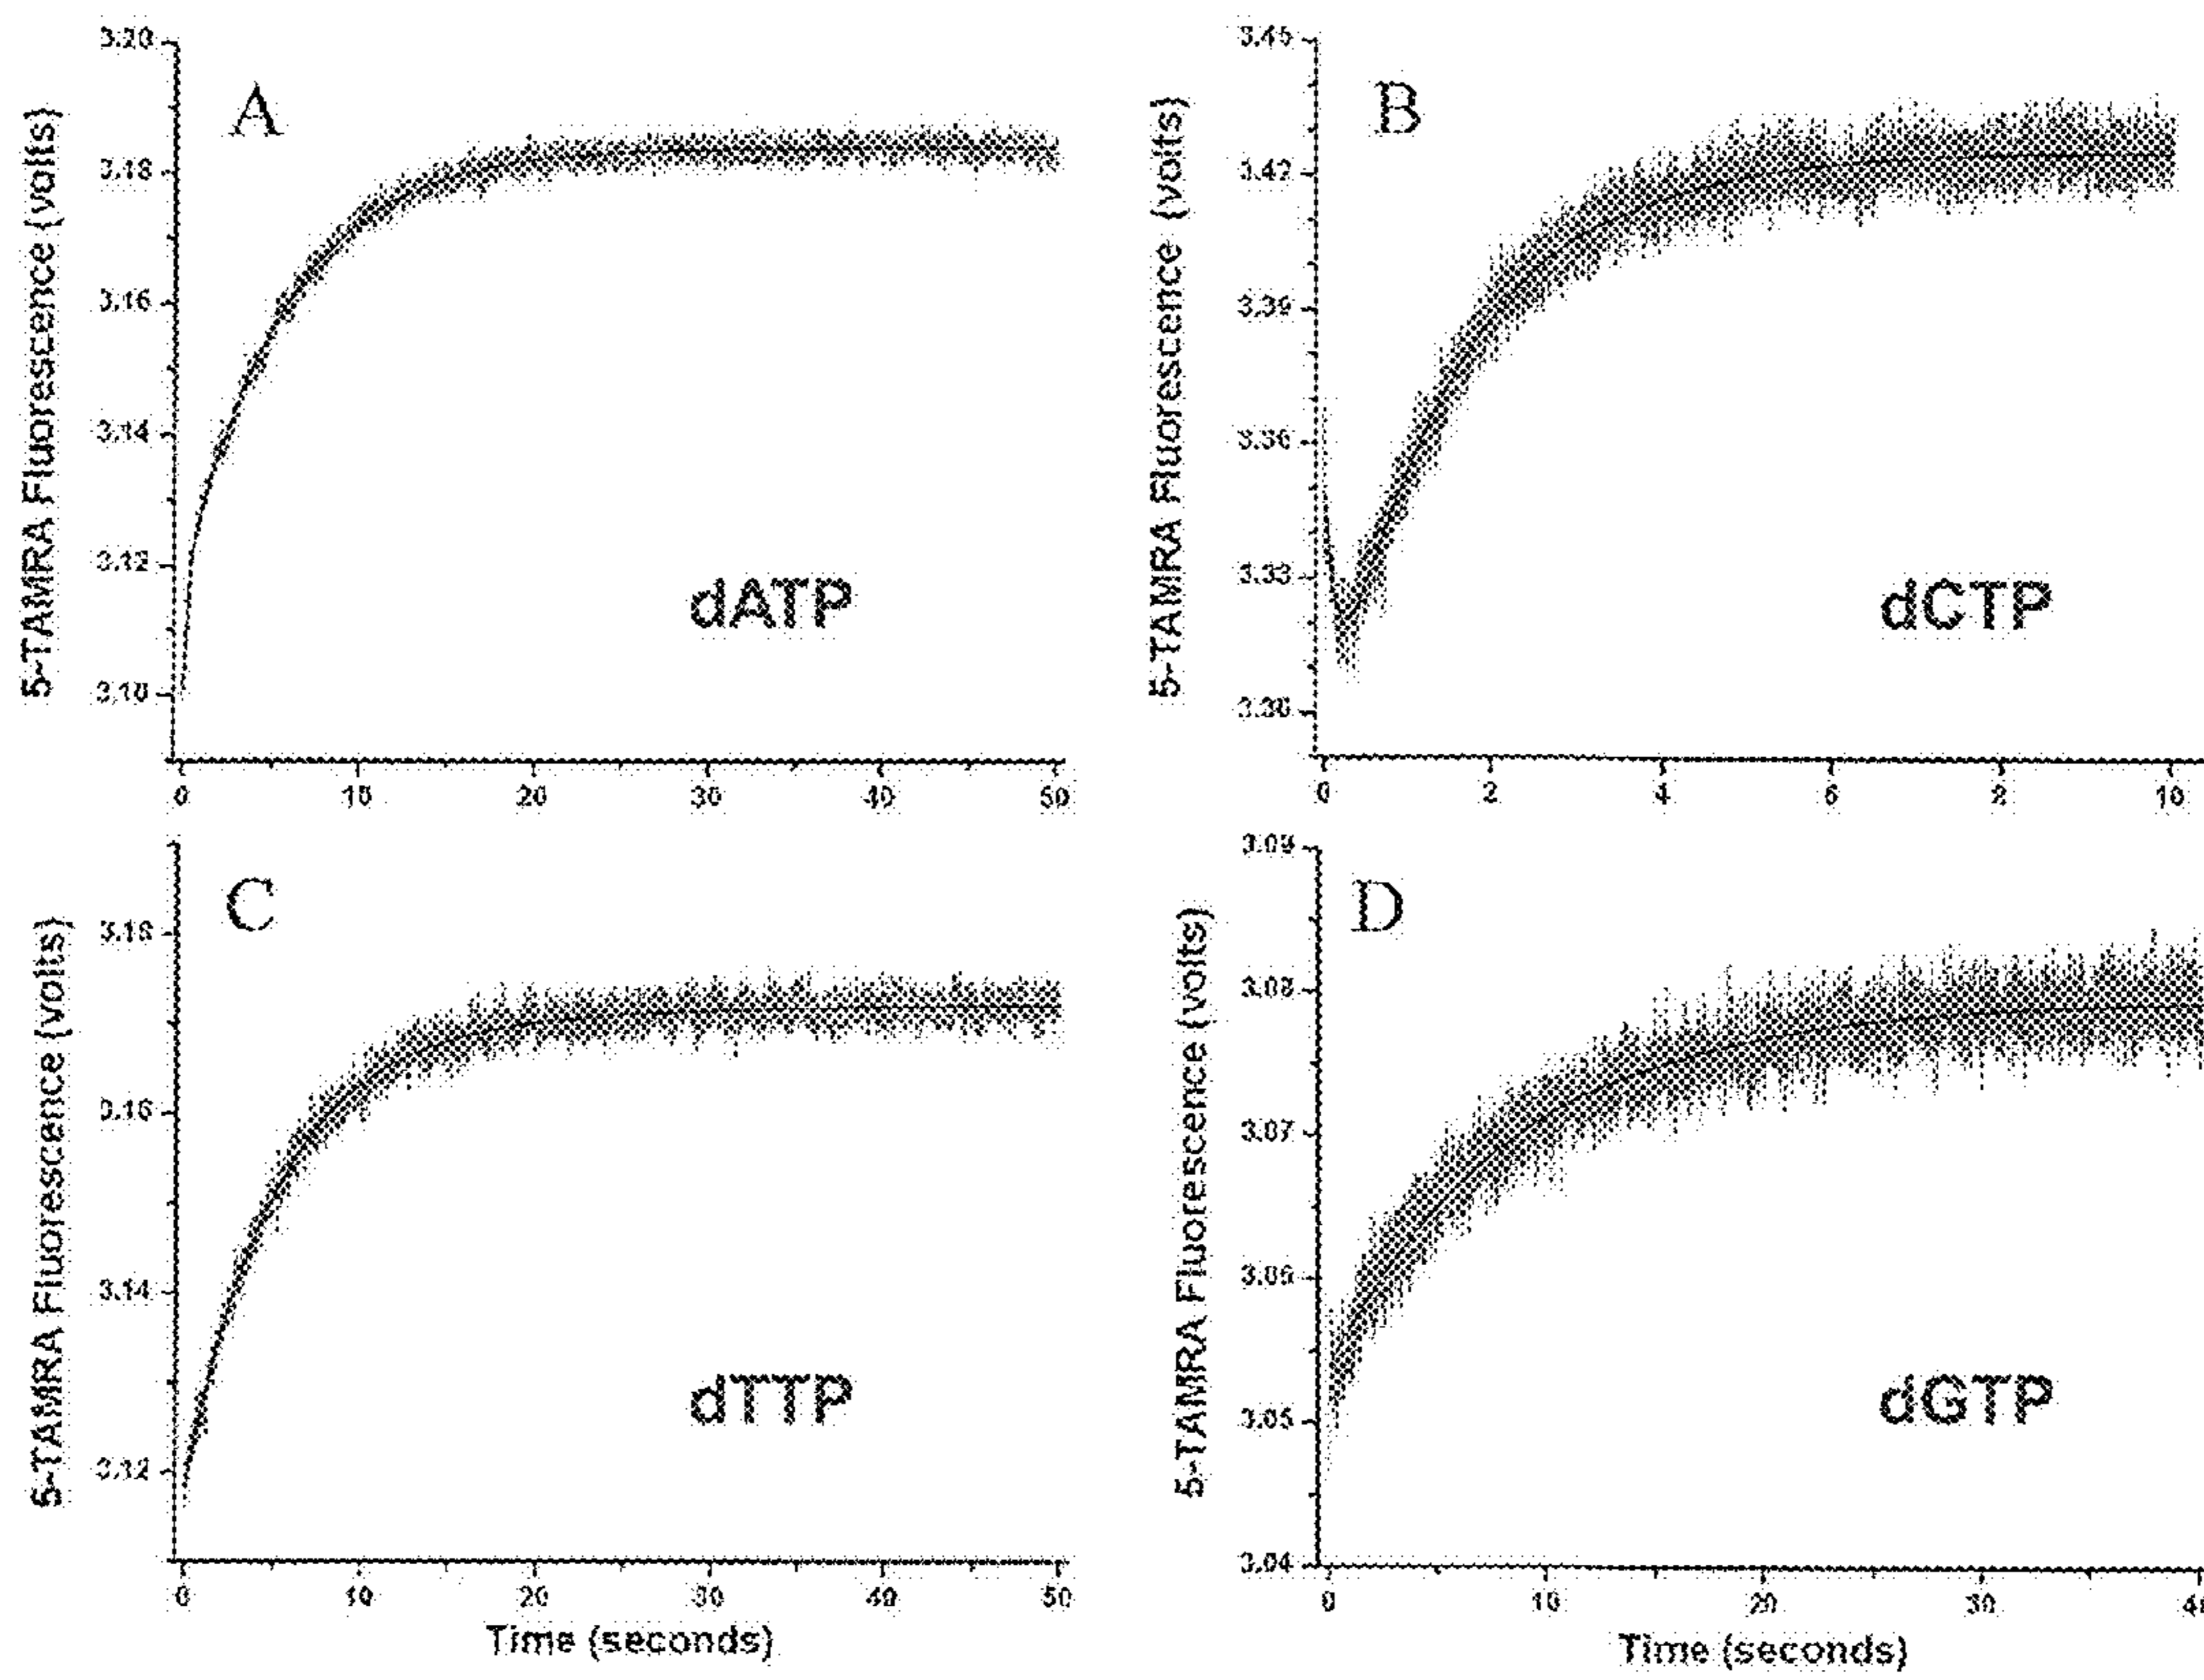 A
5-TAMRA Fluorescence (volts)
3.20
3.18
3.16
3.14
3.12
3.10
dATP
0 10 20 30 40 50
B
5-TAMRA Fluorescence (volts)
3.45
3.42
3.39
3.36
3.33
3.30
dCTP
0 2 4 6 8 10
C
5-TAMRA Fluorescence (volts)
3.18
3.16
3.14
3.12
dTTP
0 10 20 30 40 50
Time (seconds)
D
5-TAMRA Fluorescence (volts)
3.09
3.08
3.07
3.06
3.05
3.04
dGTP
0 10 20 30
Time (seconds)